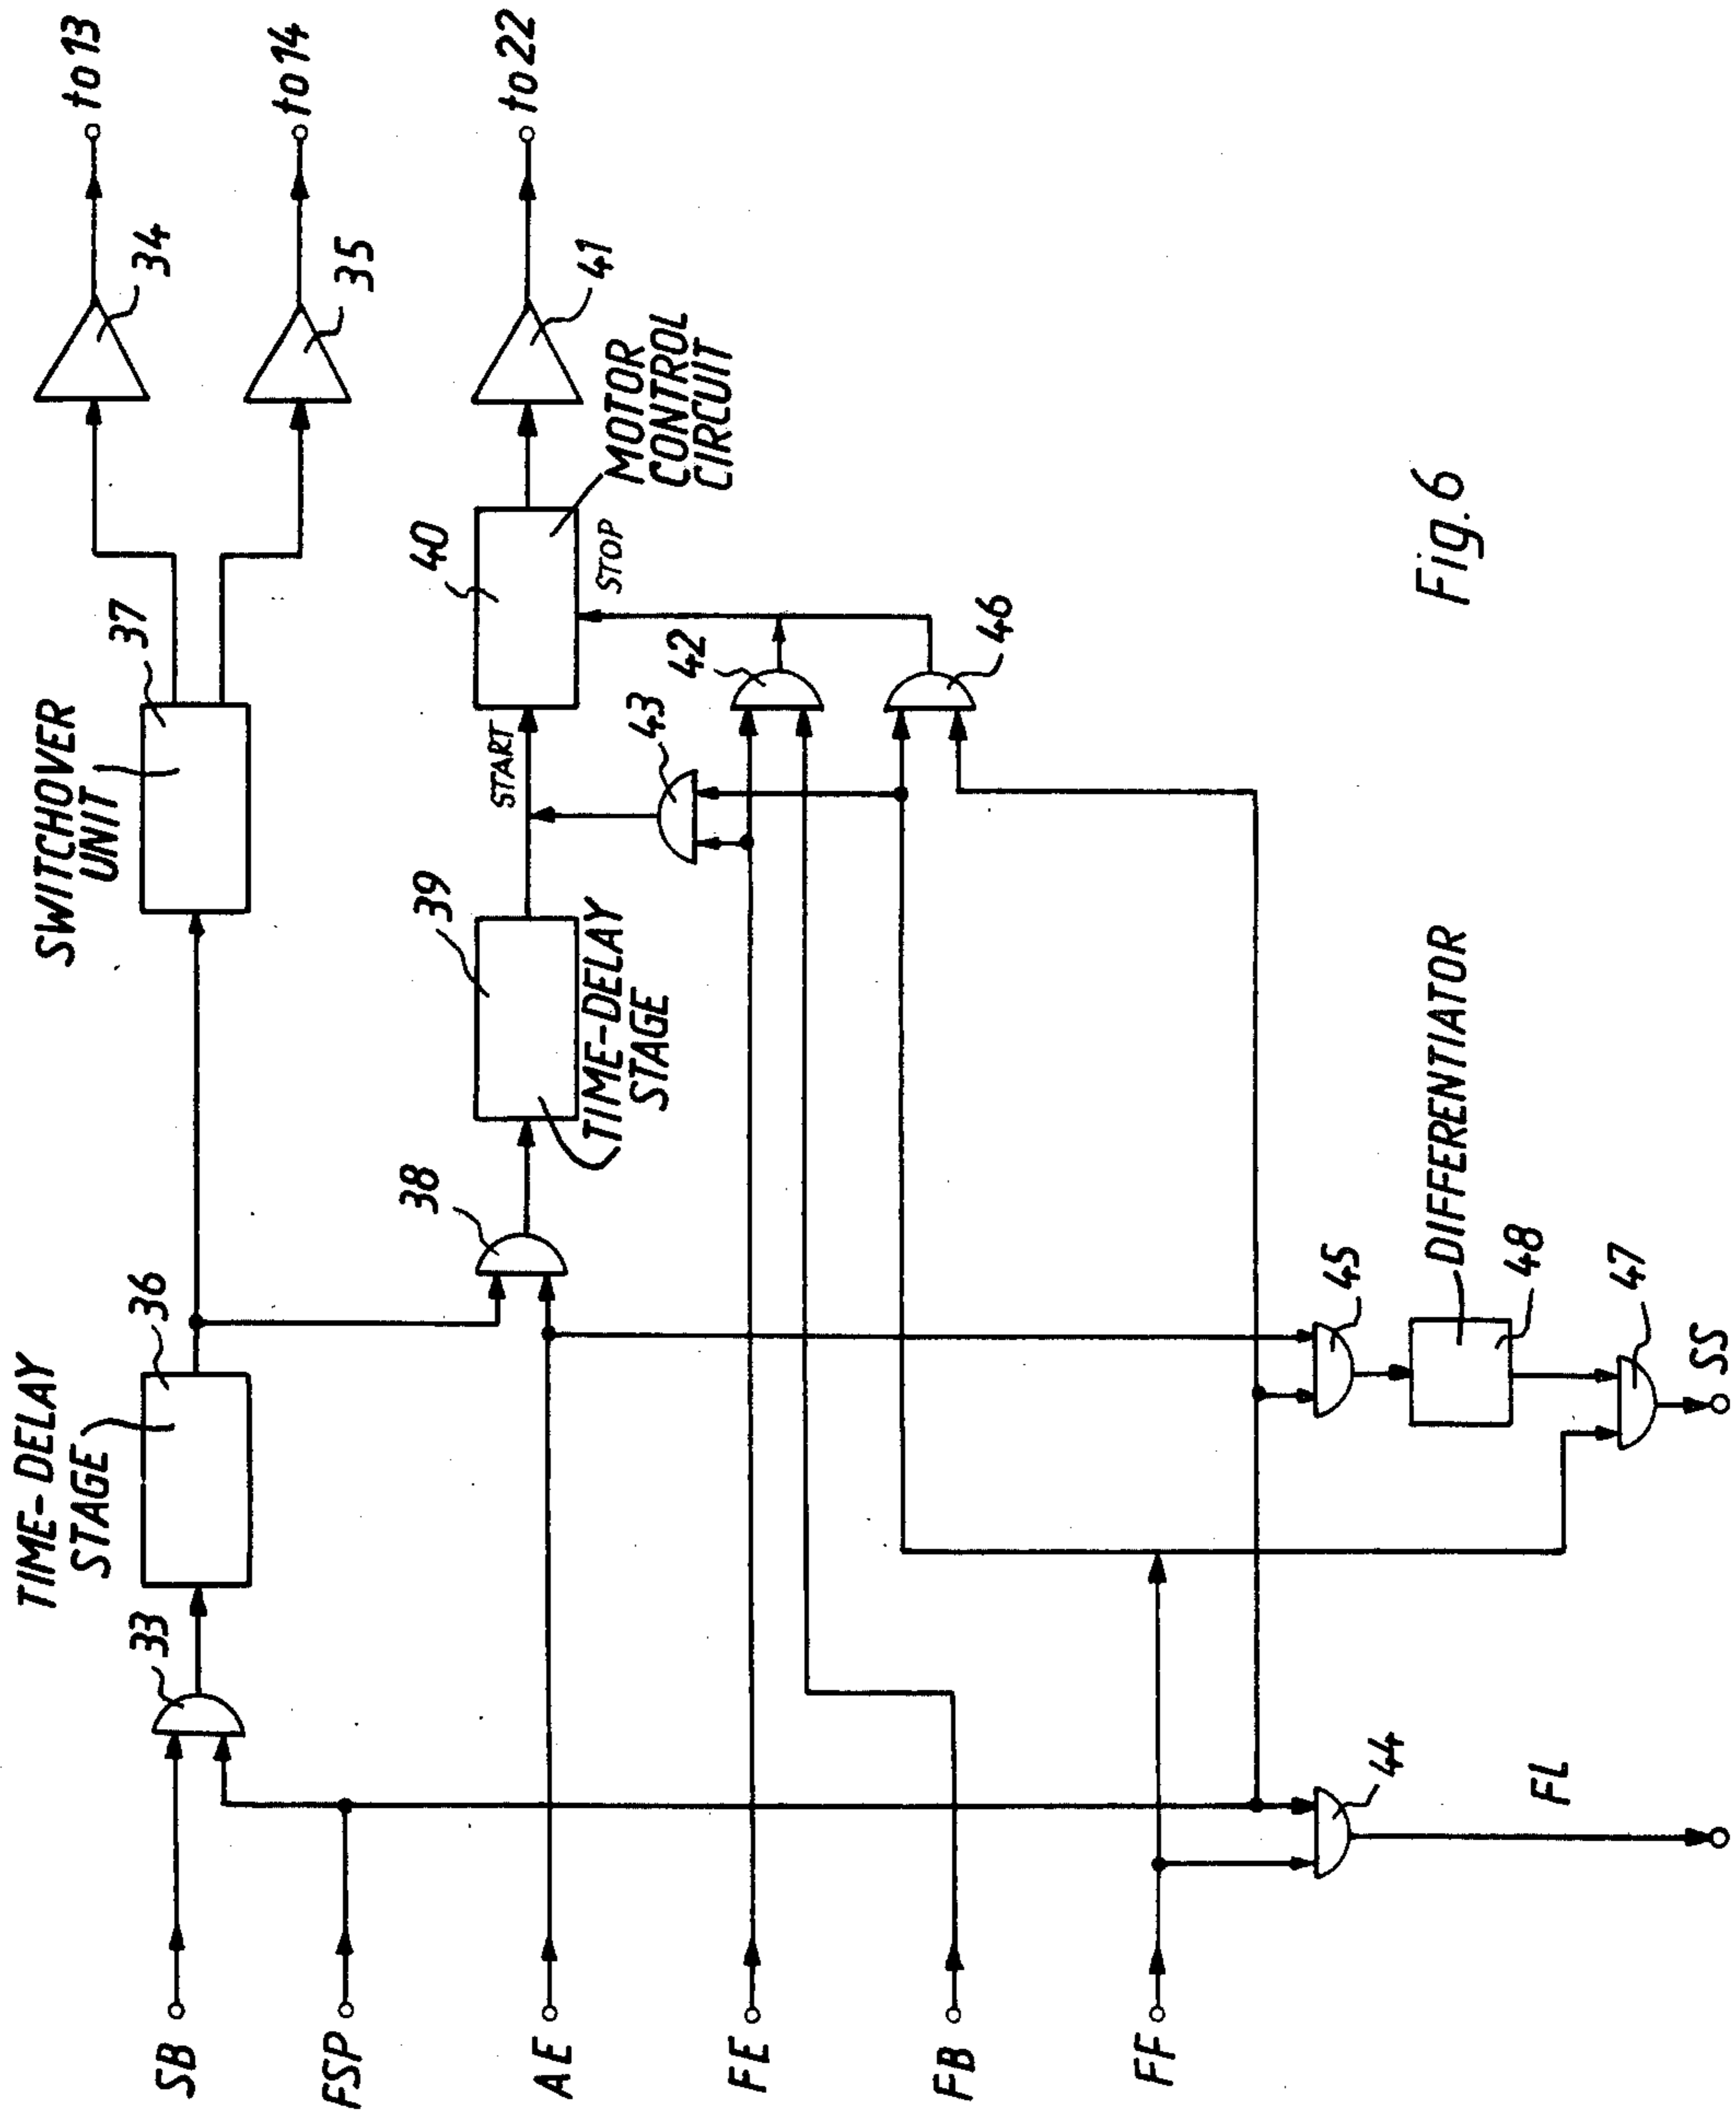 TIME-DELAY
STAGE
36
33
SWITCHOVER
UNIT
37
34
to 13
35
to 14
SB
FSP
38
39
TIME-DELAY
STAGE
START
40
STOP
MOTOR
CONTROL
CIRCUIT
41
to 22
AE
43
42
46
FE
FB
FF
44
FL
45
DIFFERENTIATOR
48
47
SS
Fig. 6